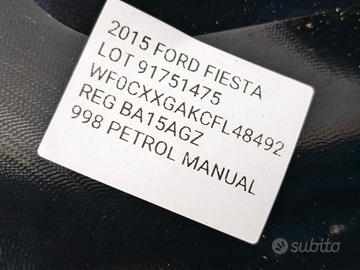 2015 FORD FIESTA
LOT 91751475
WF0CXXGAKCFL48492
REG BA15AGZ
998 PETROL MANUAL
subito